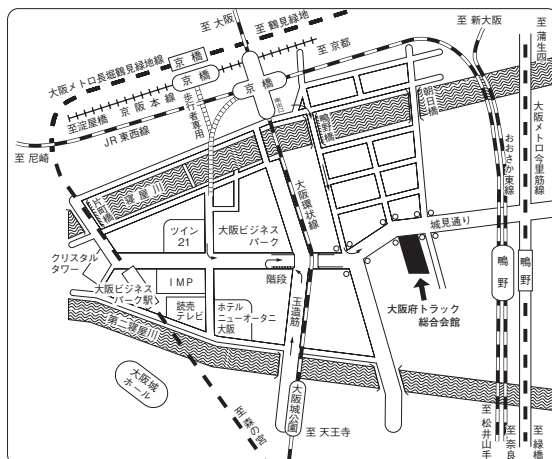 至 大阪
至 鶴見緑地
大阪メトロ長堀鶴見緑地線
京 橋
京 橋
京 橋
至 京都
至 新大阪
至 蒲生四
京 阪 本 線
至 淀屋橋
歩行者専用
南出口
JR東西線
至 尼崎
鴫野橋
朝日橋
大阪メトロ今里筋線
おおさか東線
寝屋川
片町橋
大阪環状線
城見通り
ツイン
21
大阪ビジネス
パーク
クリスタル
タワー
大阪ビジネス
パーク駅
IMP
階段
読売
テレビ
ホテル
ニューオータニ
大阪
玉造筋
大阪府トラック
総合会館
鴫 野
鴫 野
第二寝屋川
大阪城
ホール
大阪城公園
至 森の宮
至 天王寺
至 松井山手
至 奈良
至 緑橋